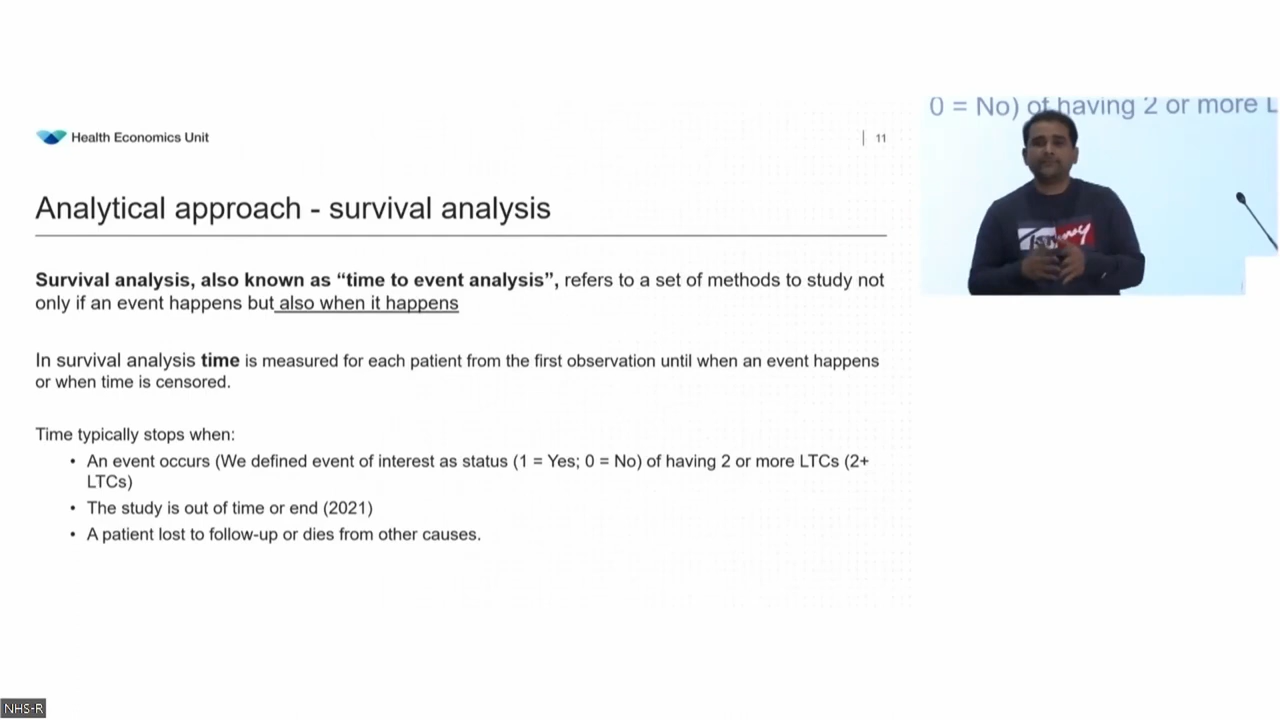 0 = No) of having 2 or more L
Health Economics Unit
11
Analytical approach - survival analysis
Survival analysis, also known as “time to event analysis”, refers to a set of methods to study not
only if an event happens but also when it happens
In survival analysis time is measured for each patient from the first observation until when an event happens
or when time is censored.
Time typically stops when:
• An event occurs (We defined event of interest as status (1 = Yes; 0 = No) of having 2 or more LTCs (2+
LTCs)
• The study is out of time or end (2021)
• A patient lost to follow-up or dies from other causes.
NHS-R